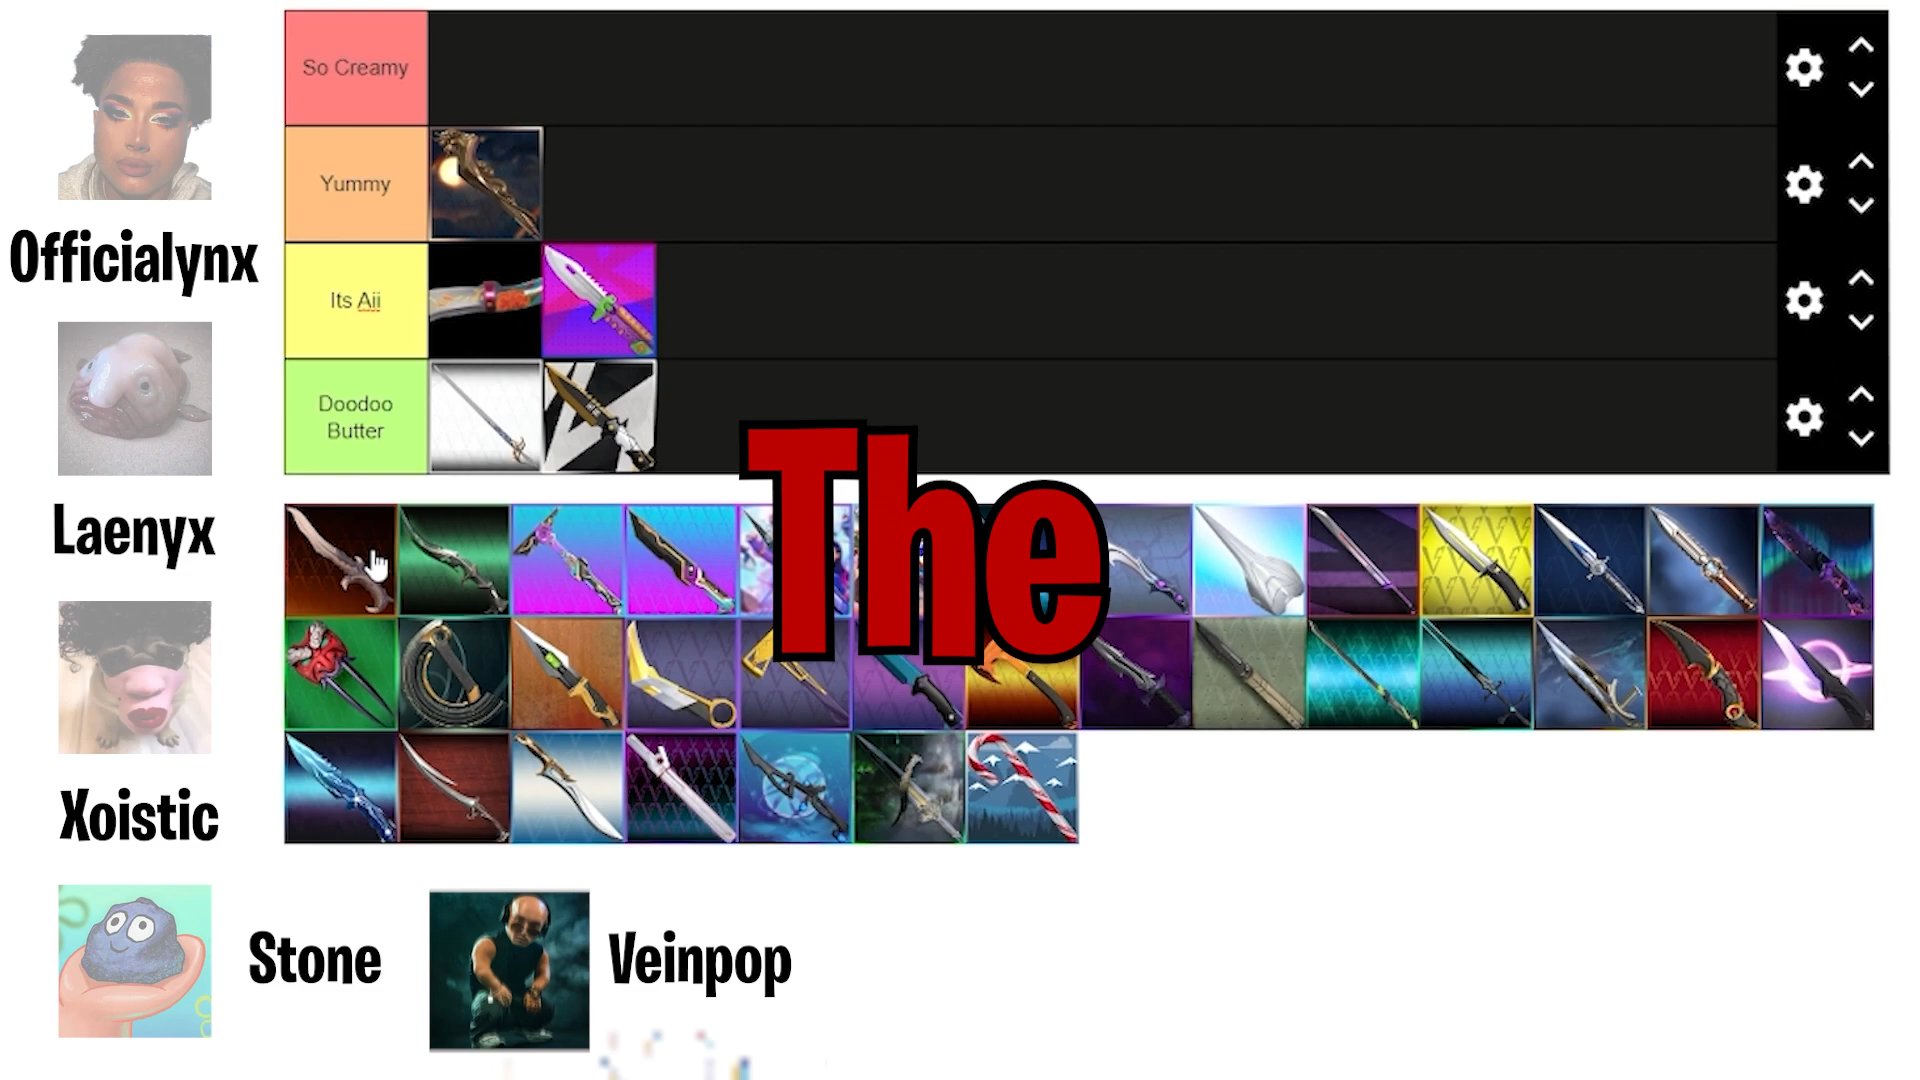 So Creamy
Yummy
Its Aii
Doodoo
Butter
Officialynx
Laenyx
Xoistic
Stone
Veinpop
The